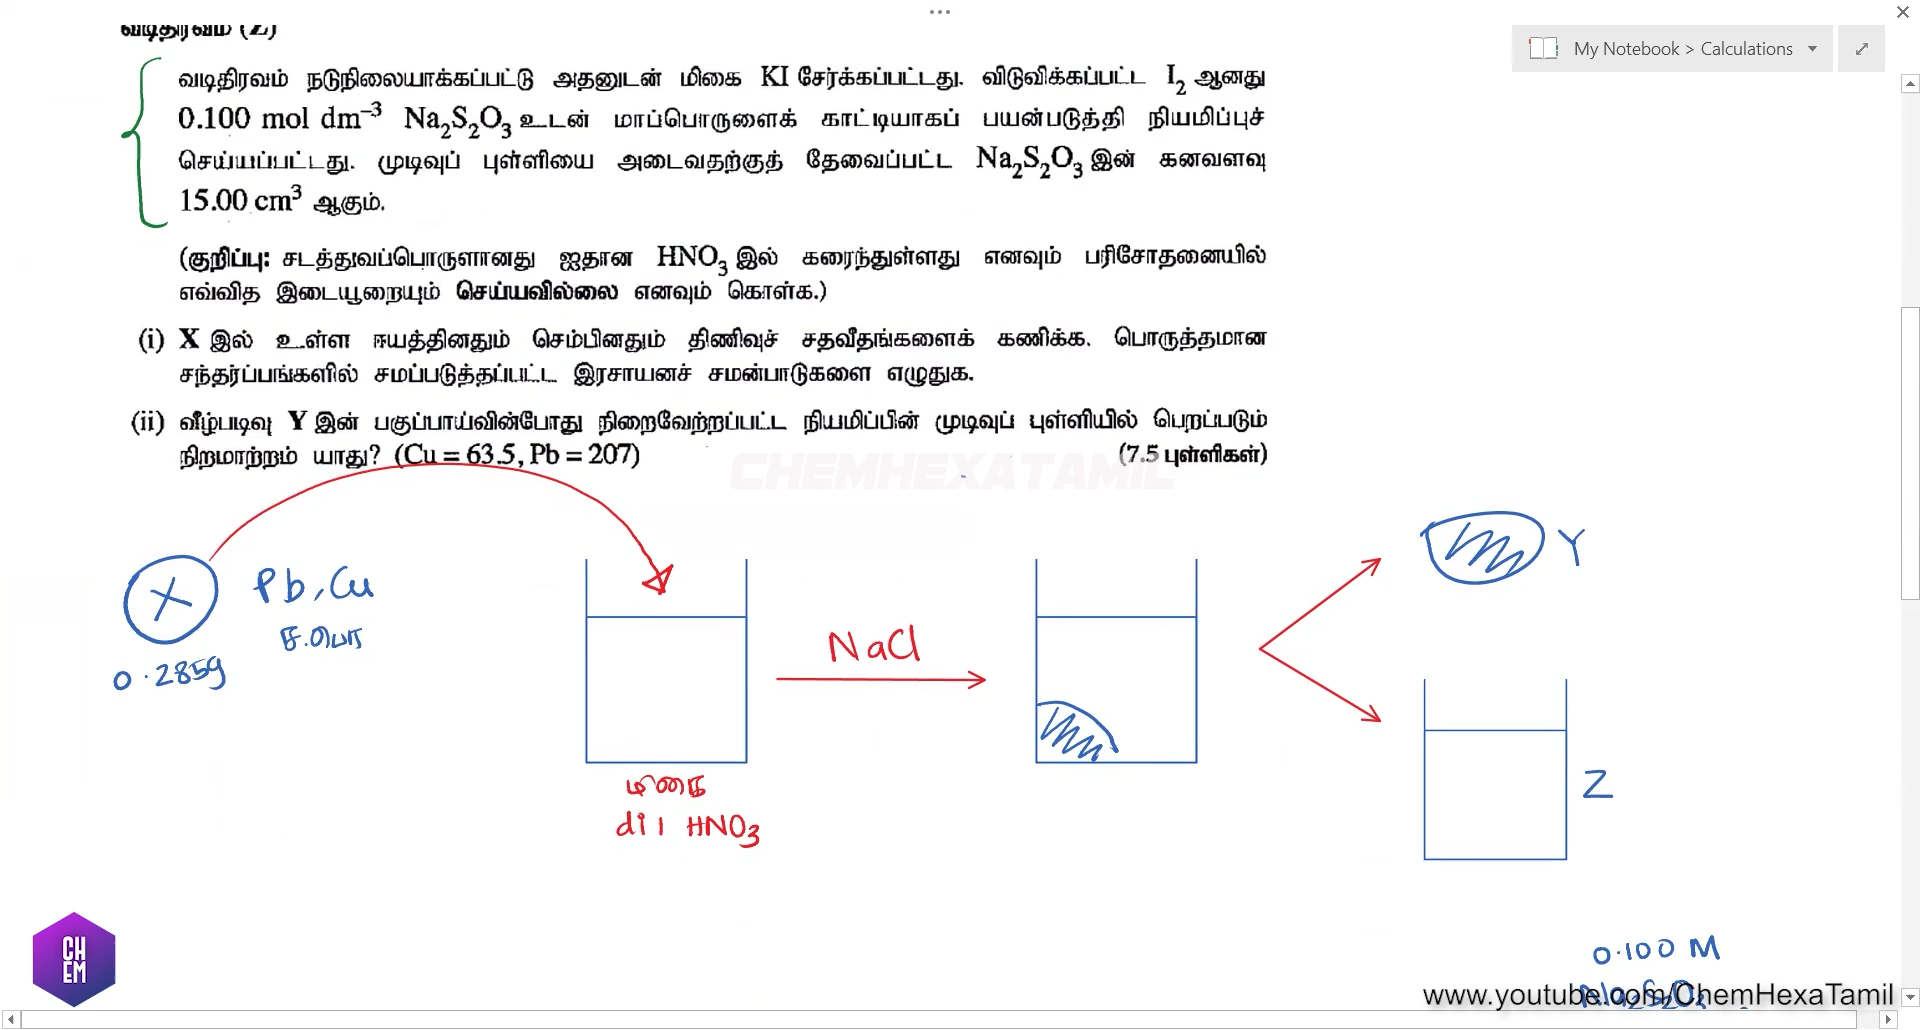 வடிதிரவம் (Z)
My Notebook > Calculations
வடிதிரவம் நடுநிலையாக்கப்பட்டு அதனுடன் மிகை KI சேர்க்கப்பட்டது. விடுவிக்கப்பட்ட I₂ ஆனது
0.100 mol dm⁻³ Na₂S₂O₃ உடன் மாப்பொருளைக் காட்டியாகப் பயன்படுத்தி நியமிப்புச்
செய்யப்பட்டது. முடிவுப் புள்ளியை அடைவதற்குத் தேவைப்பட்ட Na₂S₂O₃ இன் கனவளவு
15.00 cm³ ஆகும்.
(குறிப்பு: சடத்துவப்பொருளானது ஐதான HNO₃ இல் கரைந்துள்ளது எனவும் பரிசோதனையில்
எவ்வித இடையூறையும் செய்யவில்லை எனவும் கொள்க.)
(i) X இல் உள்ள ஈயத்தினதும் செம்பினதும் திணிவுச் சதவீதங்களைக் கணிக்க. பொருத்தமான
சந்தர்ப்பங்களில் சமப்படுத்தப்பட்ட இரசாயனச் சமன்பாடுகளை எழுதுக.
(ii) வீழ்படிவு Y இன் பகுப்பாய்வின்போது நிறைவேற்றப்பட்ட நியமிப்பின் முடிவுப் புள்ளியில் பெறப்படும்
நிறமாற்றம் யாது? (Cu = 63.5, Pb = 207) (7.5 புள்ளிகள்)
CHEMHEXATAMIL
X Pb, Cu
ச.பொ
0.285g
NaCl
Y
மிகை
dil HNO₃
Z
CH
EM
0.100 M
Na₂S₂O₃
www.youtube.com/ChemHexaTamil